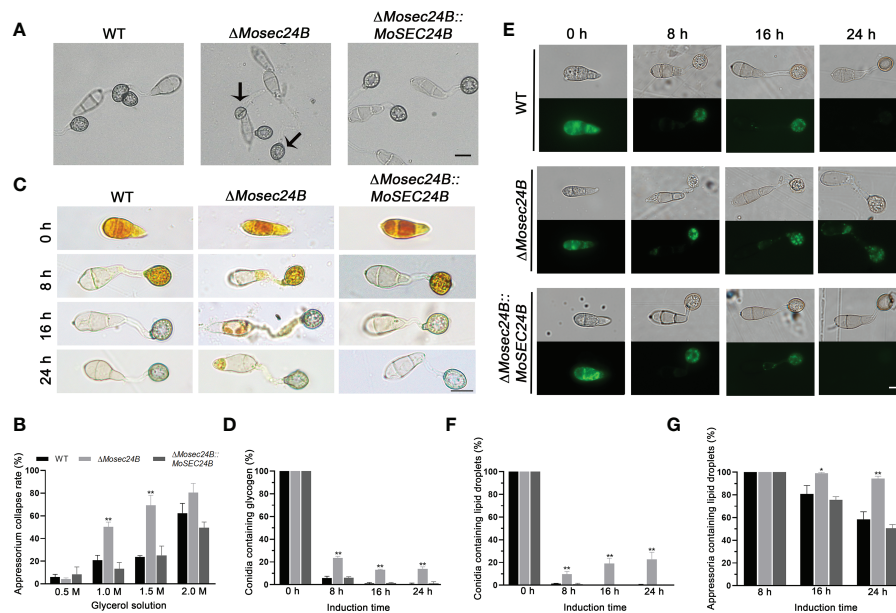 A
WT
ΔMosec24B
ΔMosec24B::
MoSEC24B
C
WT
ΔMosec24B
ΔMosec24B::
MoSEC24B
0 h
8 h
16 h
24 h
E
0 h
8 h
16 h
24 h
WT
ΔMosec24B
ΔMosec24B::
MoSEC24B
B
WT
ΔMosec24B
ΔMosec24B::
MoSEC24B
Appressorium collapse rate (%)
100
80
60
40
20
0
**
**
0.5 M
1.0 M
1.5 M
2.0 M
Glycerol solution
D
Conidia containing glycogen (%)
100
80
60
40
20
0
**
**
**
0 h
8 h
16 h
24 h
Induction time
F
Conidia containing lipid droplets (%)
100
80
60
40
20
0
**
**
**
0 h
8 h
16 h
24 h
Induction time
G
Appressoria containing lipid droplets (%)
100
80
60
40
20
0
*
**
8 h
16 h
24 h
Induction time